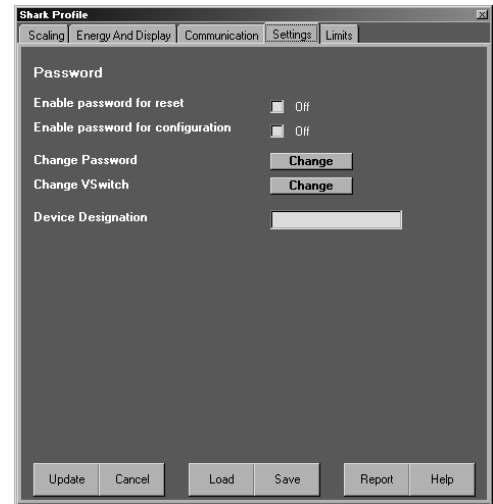 Shark Profile
Scaling Energy And Display Communication Settings Limits
Password
Enable password for reset Off
Enable password for configuration Off
Change Password Change
Change VSwitch Change
Device Designation
Update Cancel Load Save Report Help